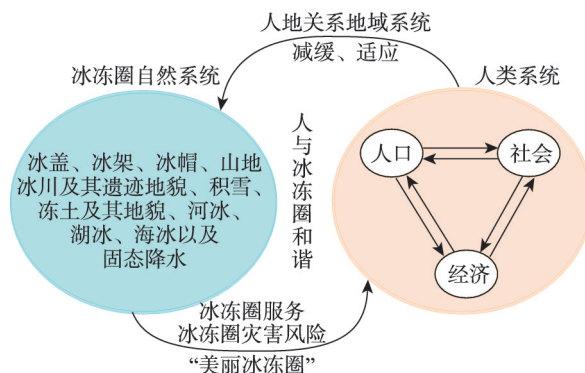 人地关系地域系统
减缓、适应
冰冻圈自然系统
人类系统
冰盖、冰架、冰帽、山地
冰川及其遗迹地貌、积雪、
冻土及其地貌、河冰、
湖冰、海冰以及
固态降水
人与冰冻圈和谐
人口
社会
经济
冰冻圈服务
冰冻圈灾害风险
“美丽冰冻圈”